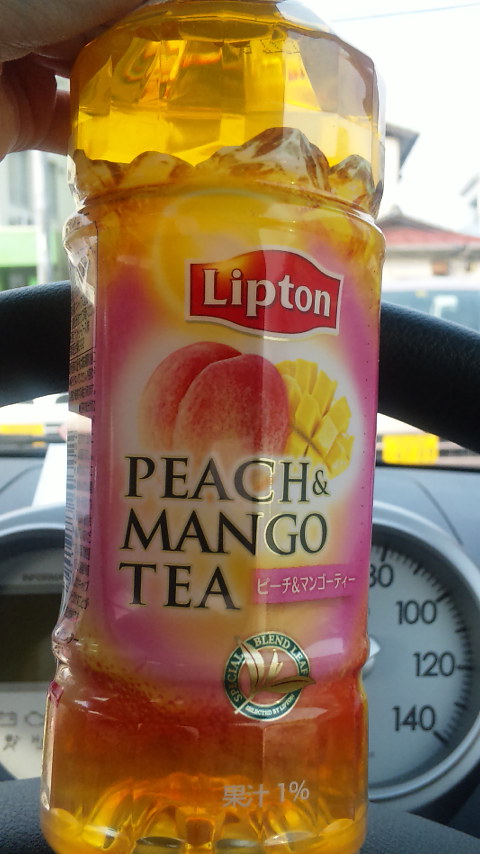 Lipton
PEACH &
MANGO
TEA
ピーチ&マンゴーティー
SPECIAL BLEND LEAF
SELECTED BY LIPTON
果汁 1%
80
100
120
140